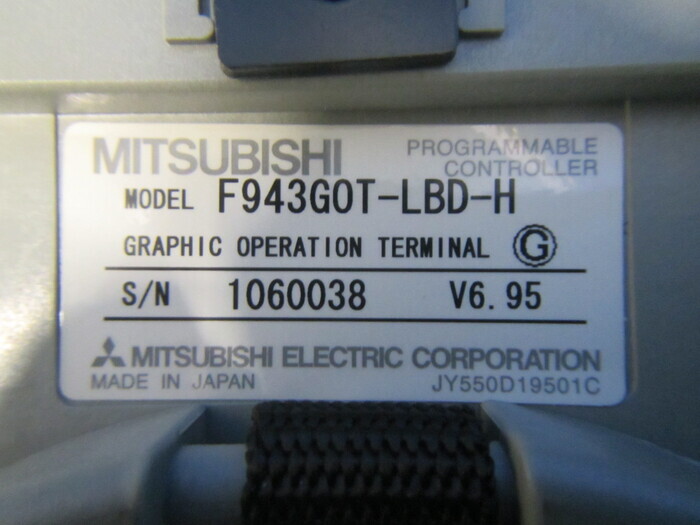 MITSUBISHI
PROGRAMMABLE
CONTROLLER
MODEL F943GOT-LBD-H
GRAPHIC OPERATION TERMINAL G
S/N 1060038 V6.95
MITSUBISHI ELECTRIC CORPORATION
MADE IN JAPAN JY550D19501C